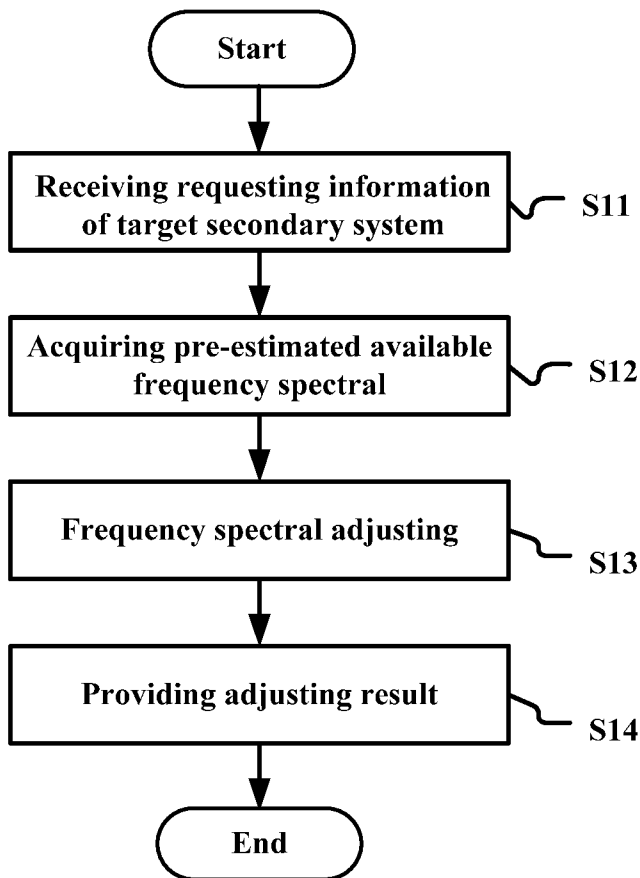 Start
Receiving requesting information
of target secondary system
S11
Acquiring pre-estimated available
frequency spectral
S12
Frequency spectral adjusting
S13
Providing adjusting result
S14
End